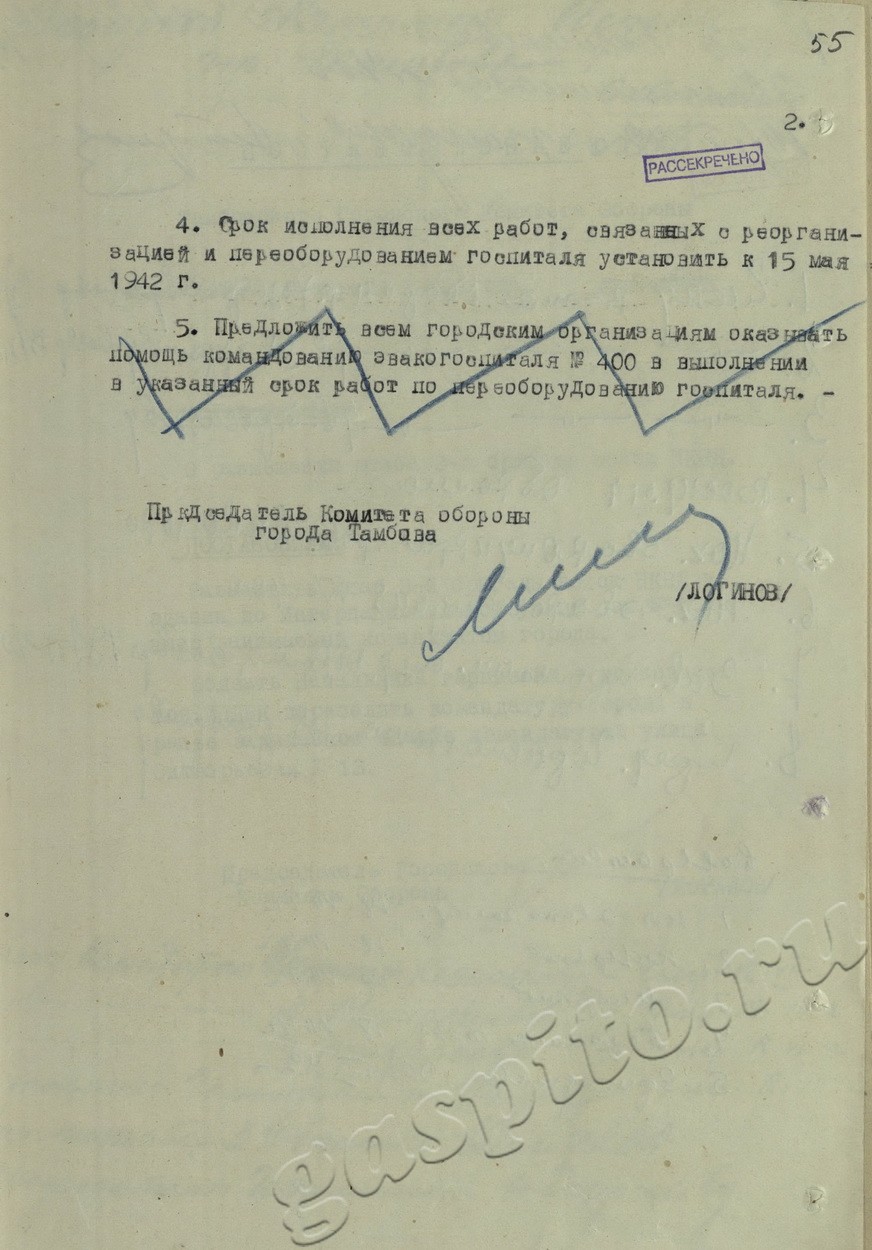 55
2.
РАССЕКРЕЧЕНО
4. Срок исполнения всех работ, связанных с реоргани-
зацией и переоборудованием госпиталя установить к 15 мая
1942 г.
5. Предложить всем городским организациям оказывать
помощь командованию эвакогоспиталя № 400 в выполнении
в указанный срок работ по переоборудованию госпиталя. -
Пркдседатель Комитета обороны
города Тамбова
/ЛОГИНОВ/
gaspito.ru